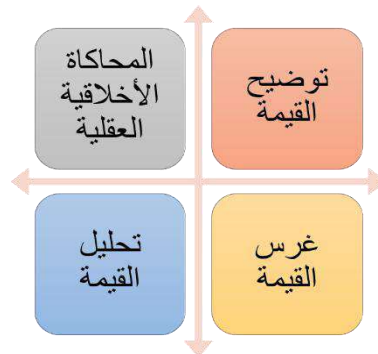 توضيح
القيمة
المحاكاة
الأخلاقية
العقلية
غرس
القيمة
تحليل
القيمة